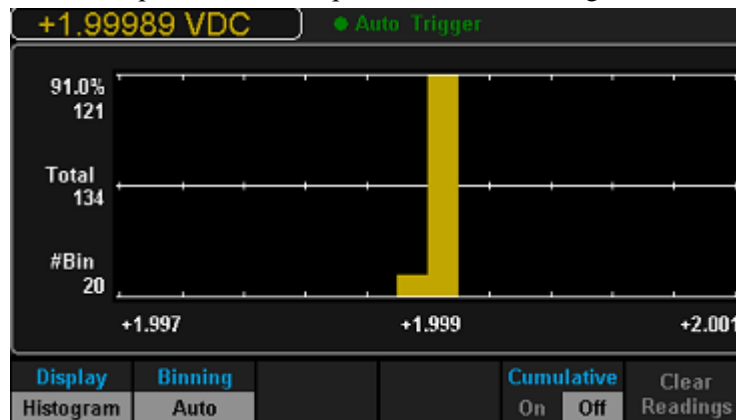 +1.99989 VDC
Auto Trigger
91.0%
121
Total
134
#Bin
20
+1.997 +1.999 +2.001
Display Binning Cumulative Clear
Histogram Auto On Off Readings